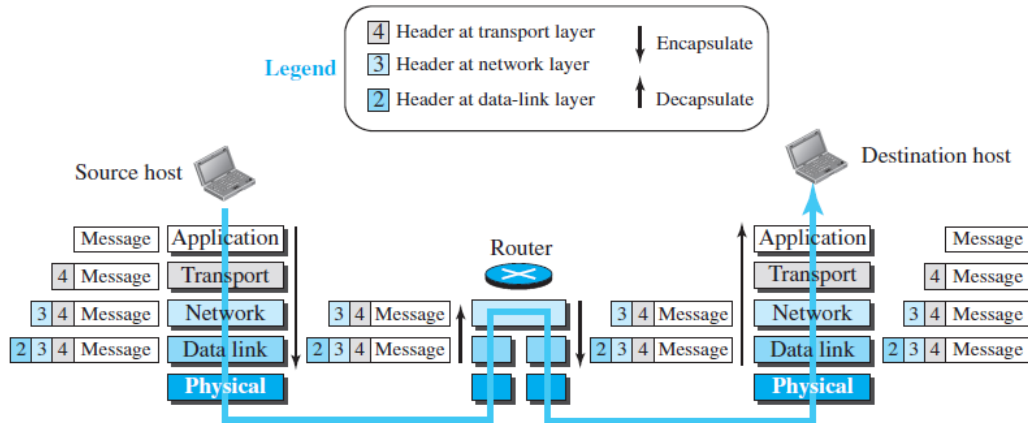 Legend
4 Header at transport layer
3 Header at network layer
2 Header at data-link layer
Encapsulate
Decapsulate
Source host
Destination host
Router
Message Application
4 Message Transport
3 4 Message Network
2 3 4 Message Data link
Physical
3 4 Message
2 3 4 Message
3 4 Message
2 3 4 Message
Application Message
Transport 4 Message
Network 3 4 Message
Data link 2 3 4 Message
Physical